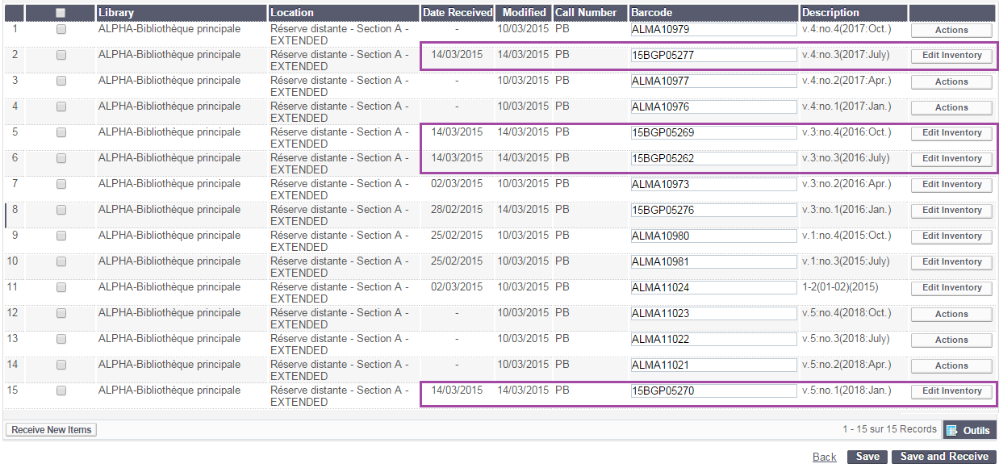 Library Location Date Received Modified Call Number Barcode Description
1 ALPHA-Bibliothèque principale Réserve distante - Section A - - 10/03/2015 PB ALMA10979 v.4:no.4(2017:Oct.) Actions
EXTENDED
2 ALPHA-Bibliothèque principale Réserve distante - Section A - 14/03/2015 14/03/2015 PB 15BGP05277 v.4:no.3(2017:July) Edit Inventory
EXTENDED
3 ALPHA-Bibliothèque principale Réserve distante - Section A - - 10/03/2015 PB ALMA10977 v.4:no.2(2017:Apr.) Actions
EXTENDED
4 ALPHA-Bibliothèque principale Réserve distante - Section A - - 10/03/2015 PB ALMA10976 v.4:no.1(2017:Jan.) Actions
EXTENDED
5 ALPHA-Bibliothèque principale Réserve distante - Section A - 14/03/2015 14/03/2015 PB 15BGP05269 v.3:no.4(2016:Oct.) Edit Inventory
EXTENDED
6 ALPHA-Bibliothèque principale Réserve distante - Section A - 14/03/2015 14/03/2015 PB 15BGP05262 v.3:no.3(2016:July) Edit Inventory
EXTENDED
7 ALPHA-Bibliothèque principale Réserve distante - Section A - 02/03/2015 10/03/2015 PB ALMA10973 v.3:no.2(2016:Apr.) Edit Inventory
EXTENDED
8 ALPHA-Bibliothèque principale Réserve distante - Section A - 28/02/2015 14/03/2015 PB 15BGP05276 v.3:no.1(2016:Jan.) Edit Inventory
EXTENDED
9 ALPHA-Bibliothèque principale Réserve distante - Section A - 25/02/2015 10/03/2015 PB ALMA10980 v.1:no.4(2015:Oct.) Edit Inventory
EXTENDED
10 ALPHA-Bibliothèque principale Réserve distante - Section A - 25/02/2015 10/03/2015 PB ALMA10981 v.1:no.3(2015:July) Edit Inventory
EXTENDED
11 ALPHA-Bibliothèque principale Réserve distante - Section A - 02/03/2015 10/03/2015 PB ALMA11024 1-2(01-02)(2015) Edit Inventory
EXTENDED
12 ALPHA-Bibliothèque principale Réserve distante - Section A - - 10/03/2015 PB ALMA11023 v.5:no.4(2018:Oct.) Actions
EXTENDED
13 ALPHA-Bibliothèque principale Réserve distante - Section A - - 10/03/2015 PB ALMA11022 v.5:no.3(2018:July) Actions
EXTENDED
14 ALPHA-Bibliothèque principale Réserve distante - Section A - - 10/03/2015 PB ALMA11021 v.5:no.2(2018:Apr.) Actions
EXTENDED
15 ALPHA-Bibliothèque principale Réserve distante - Section A - 14/03/2015 14/03/2015 PB 15BGP05270 v.5:no.1(2018:Jan.) Edit Inventory
EXTENDED
Receive New Items 1 - 15 sur 15 Records Outils
Back Save Save and Receive